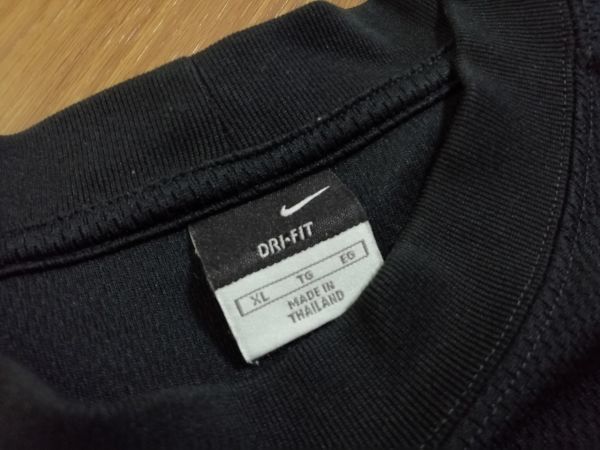 DRI-FIT
XL TG EG
MADE IN
THAILAND